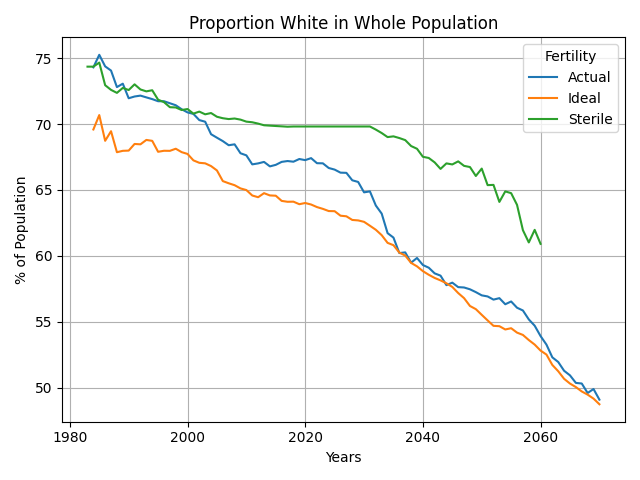 Proportion White in Whole Population
% of Population
75
70
65
60
55
50
1980
2000
2020
2040
2060
Years
Fertility
Actual
Ideal
Sterile